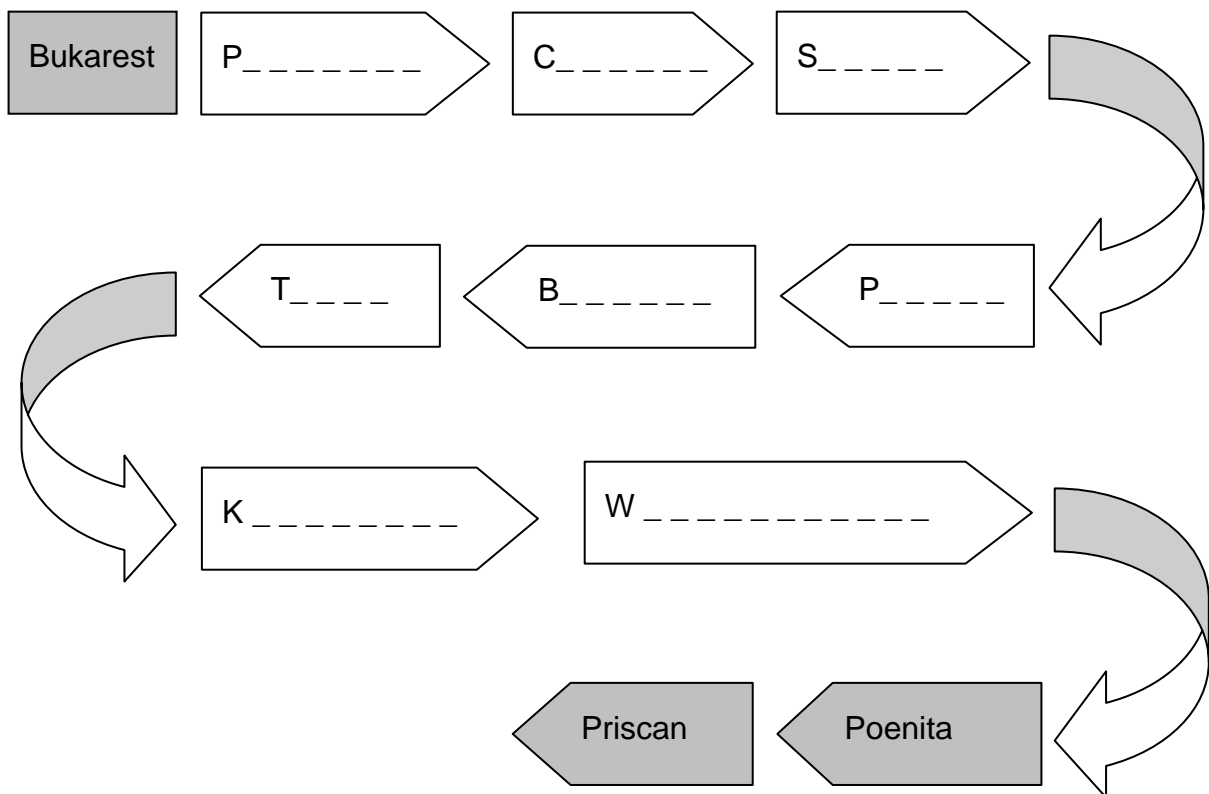 Bukarest P_ _ _ _ _ _ _ C_ _ _ _ _ _ S_ _ _ _ _
T_ _ _ _ B_ _ _ _ _ _ P_ _ _ _ _
K _ _ _ _ _ _ _ _ W _ _ _ _ _ _ _ _ _ _ _
Priscan Poenita